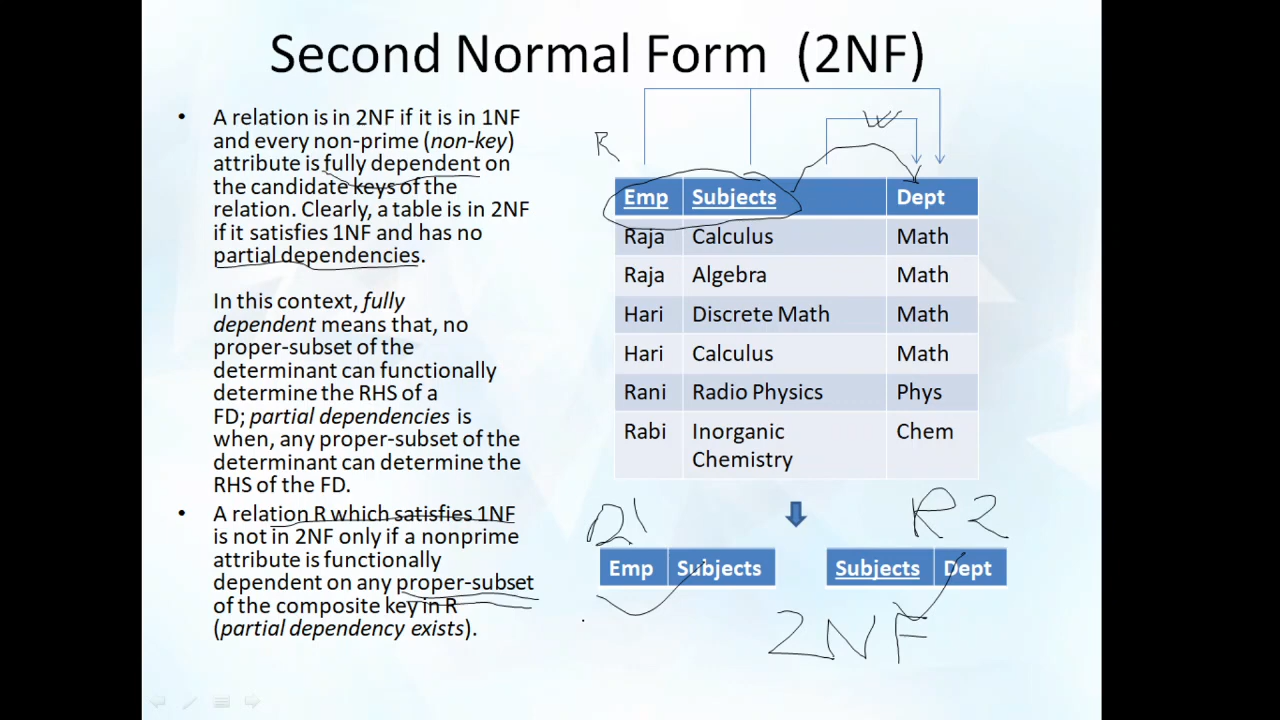 Second Normal Form (2NF)
• A relation is in 2NF if it is in 1NF
and every non-prime (non-key)
attribute is fully dependent on
the candidate keys of the
relation. Clearly, a table is in 2NF
if it satisfies 1NF and has no
partial dependencies.
In this context, fully
dependent means that, no
proper-subset of the
determinant can functionally
determine the RHS of a
FD; partial dependencies is
when, any proper-subset of the
determinant can determine the
RHS of the FD.
• A relation R which satisfies 1NF
is not in 2NF only if a nonprime
attribute is functionally
dependent on any proper-subset
of the composite key in R
(partial dependency exists).
R
Emp Subjects Dept
Raja Calculus Math
Raja Algebra Math
Hari Discrete Math Math
Hari Calculus Math
Rani Radio Physics Phys
Rabi Inorganic Chemistry Chem
R2
Emp Subjects
Subjects Dept
2NF